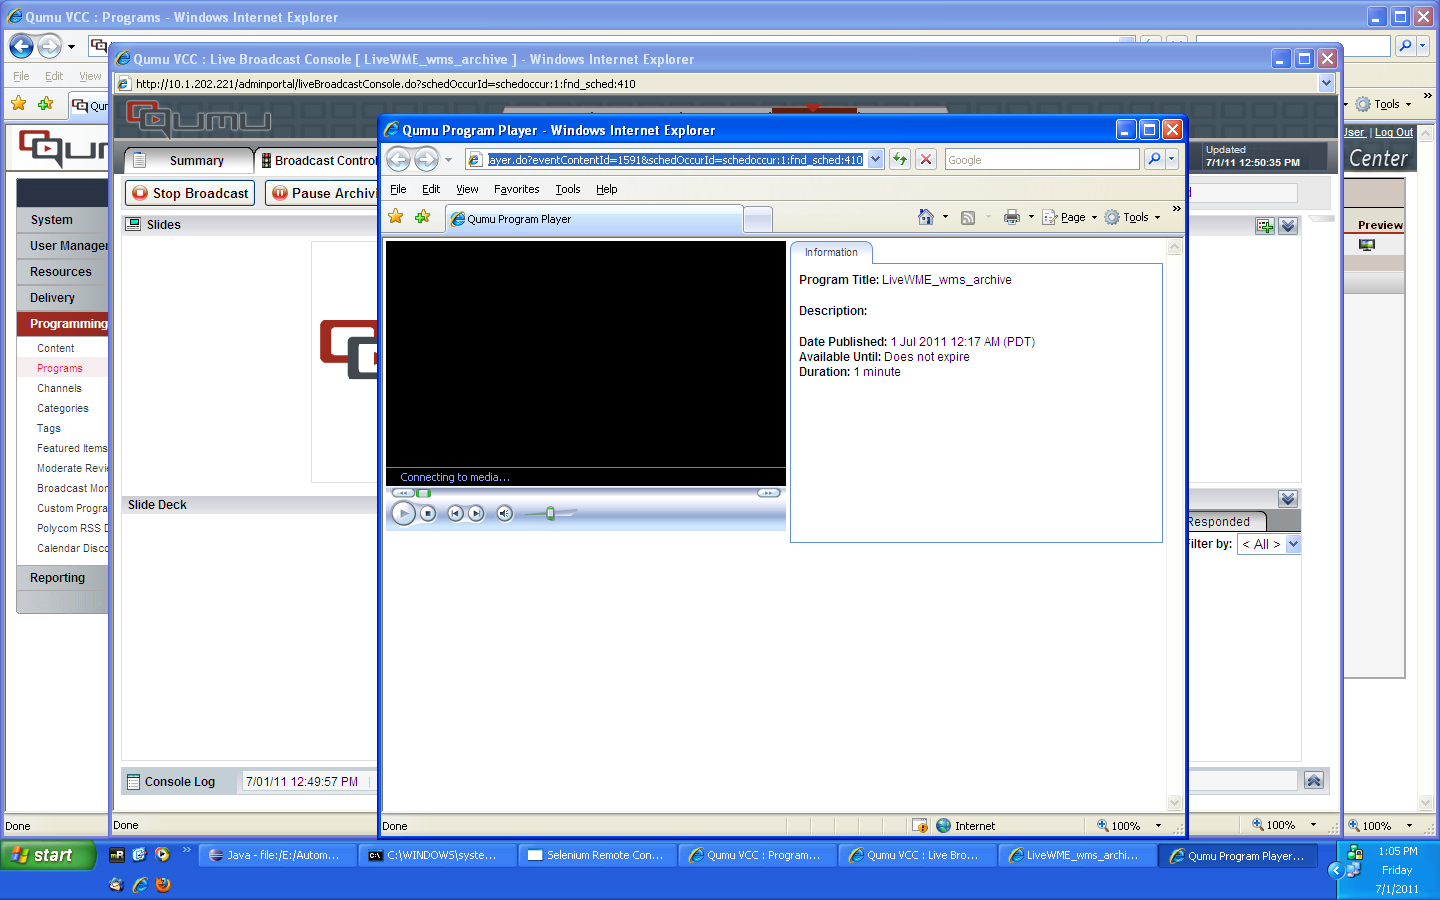 Qumu VCC : Programs - Windows Internet Explorer
Qumu VCC : Live Broadcast Console [ LiveWME_wms_archive ] - Windows Internet Explorer
File Edit View
http://10.1.202.221/adminportal/liveBroadcastConsole.do?schedOccurId=schedoccur:1:fnd_sched:410
Tools
Qumu
User | Log Out
Center
Summary
Broadcast Control
Updated
7/1/11 12:50:35 PM
Stop Broadcast
Pause Archivi
Slides
Preview
System
User Manager
Resources
Delivery
Programming
Content
Programs
Channels
Categories
Tags
Featured Items
Moderate Revi
Broadcast Mon
Custom Progra
Polycom RSS D
Calendar Disco
Reporting
Slide Deck
Responded
Filter by: < All >
Console Log
7/01/11 12:49:57 PM
Qumu Program Player - Windows Internet Explorer
ayer.do?eventContentId=1591&schedOccurId=schedoccur:1:fnd_sched:410
Google
File Edit View Favorites Tools Help
Qumu Program Player
Page Tools
Information
Program Title: LiveWME_wms_archive
Description:
Date Published: 1 Jul 2011 12:17 AM (PDT)
Available Until: Does not expire
Duration: 1 minute
Connecting to media...
Done
Internet
100%
Done
100%
Done
100%
start
Java - file:/E:/Autom...
C:\WINDOWS\syste...
Selenium Remote Con...
Qumu VCC : Program...
Qumu VCC : Live Bro...
LiveWME_wms_archi...
Qumu Program Player...
1:05 PM
Friday
7/1/2011